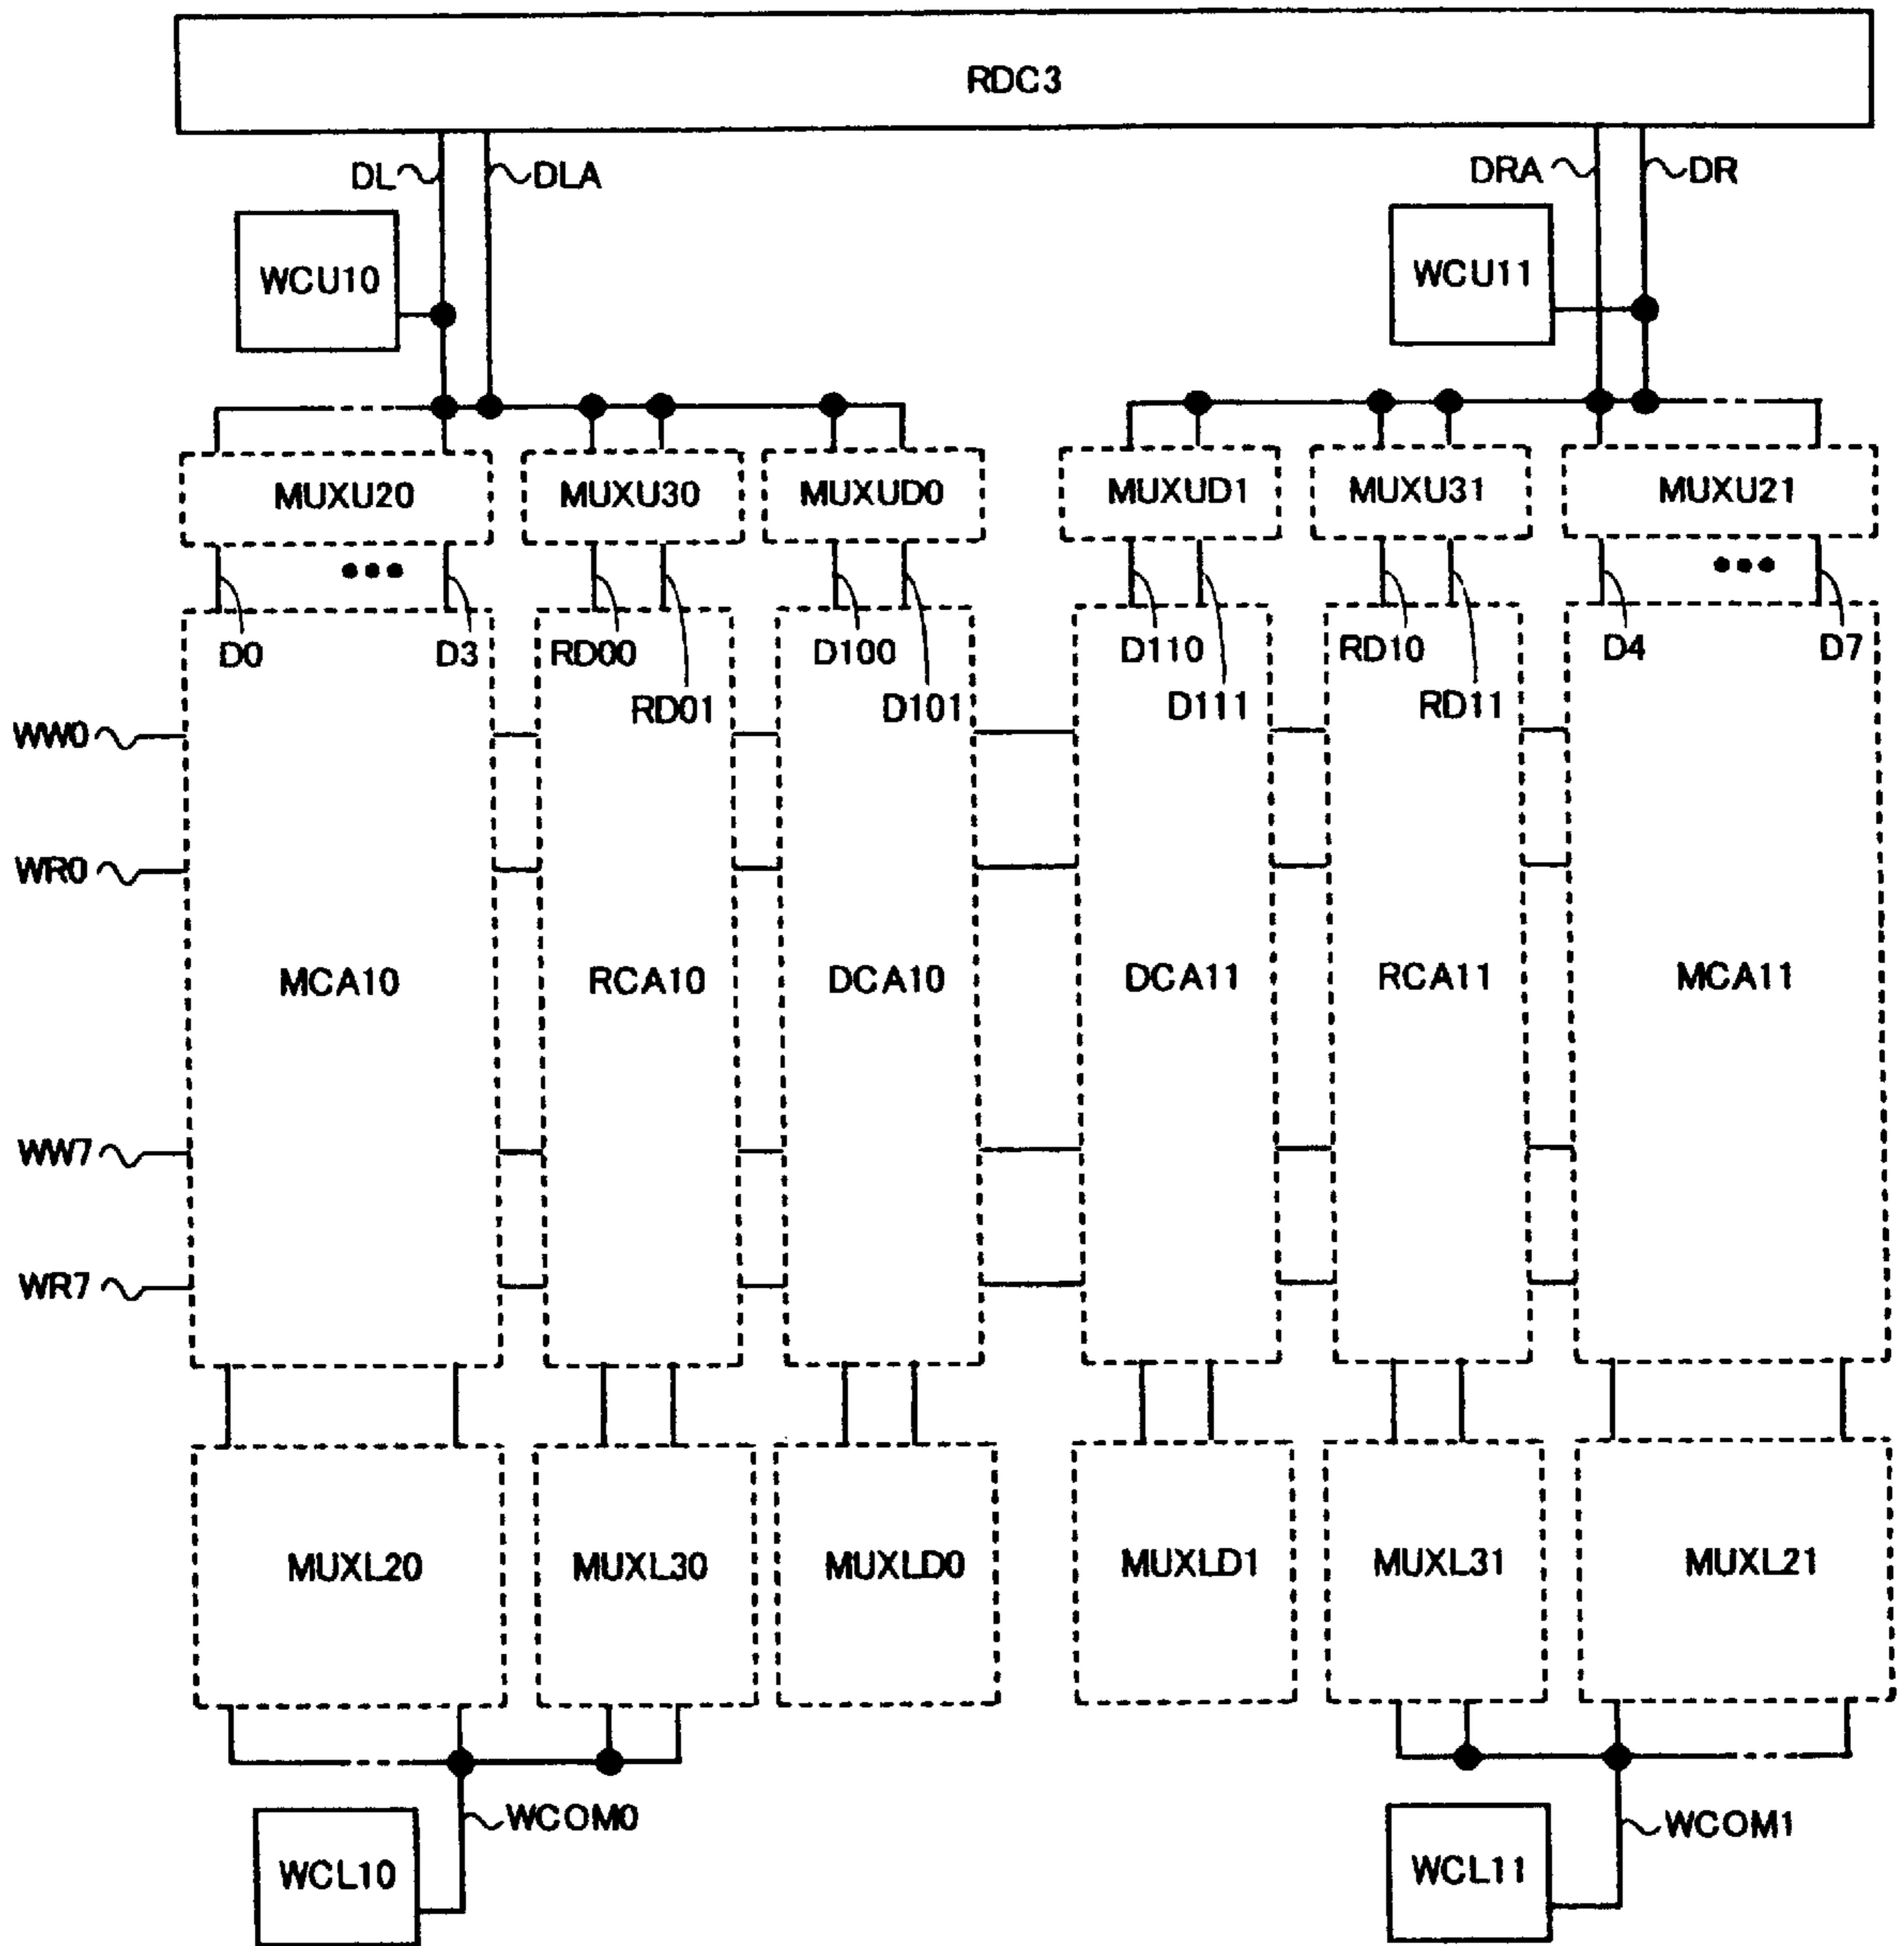 RDC3
DL DLA DRA DR
WCU10 WCU11
MUXU20 MUXU30 MUXUD0 MUXUD1 MUXU31 MUXU21
D0 D3 RD00 D100 D110 RD10 D4 D7
RD01 D101 D111 RD11
WW0
WR0
MCA10 RCA10 DCA10 DCA11 RCA11 MCA11
WW7
WR7
MUXL20 MUXL30 MUXLD0 MUXLD1 MUXL31 MUXL21
WCOM0 WCOM1
WCL10 WCL11